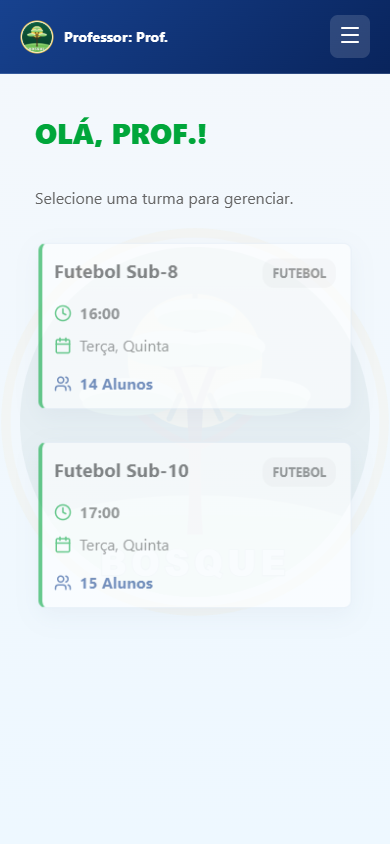 Professor: Prof.
OLÁ, PROF.!
Selecione uma turma para gerenciar.
Futebol Sub-8
FUTEBOL
16:00
Terça, Quinta
14 Alunos
Futebol Sub-10
FUTEBOL
17:00
Terça, Quinta
BOSQUE
15 Alunos